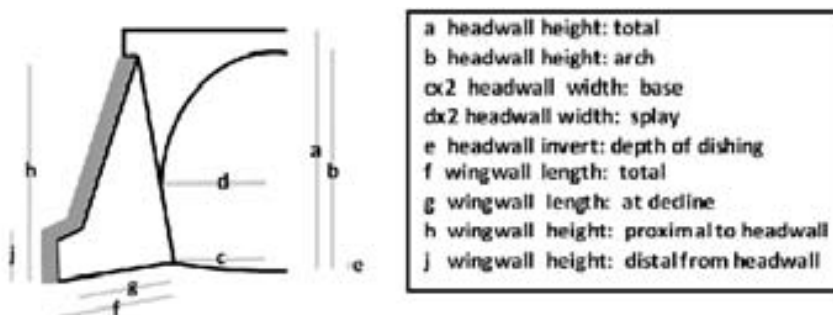 a
b
h
d
c
e
j
g
f
a headwall height: total
b headwall height: arch
cx2 headwall width: base
dx2 headwall width: splay
e headwall invert: depth of dishing
f wingwall length: total
g wingwall length: at decline
h wingwall height: proximal to headwall
j wingwall height: distal from headwall